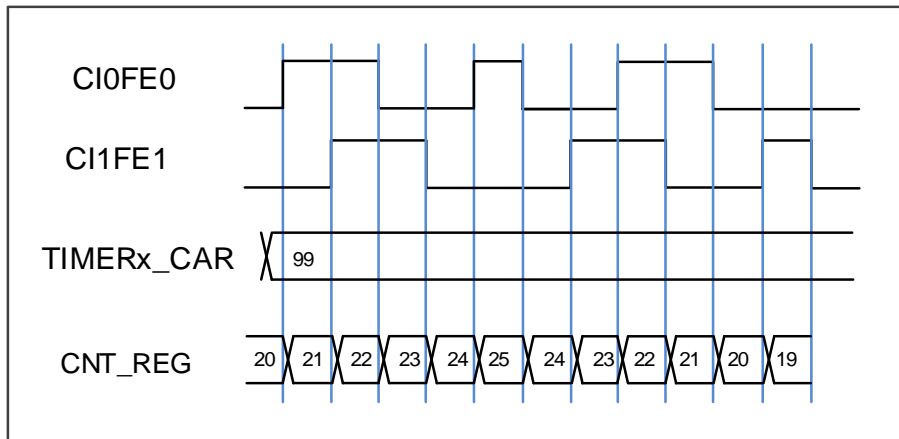 CI0FE0
CI1FE1
TIMERx_CAR 99
CNT_REG 20 21 22 23 24 25 24 23 22 21 20 19